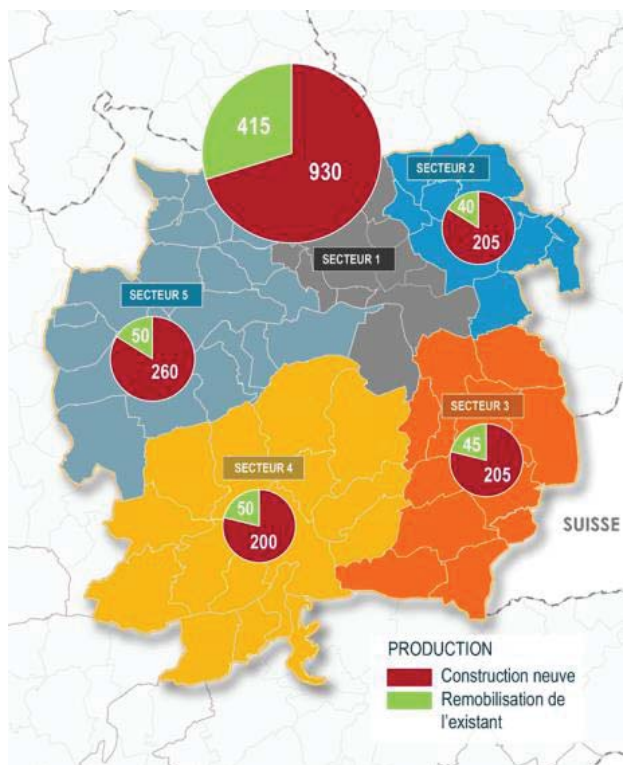 415
930
SECTEUR 2
40
205
SECTEUR 1
SECTEUR 5
50
260
SECTEUR 3
45
205
SECTEUR 4
50
200
SUISSE
PRODUCTION
Construction neuve
Remobilisation de
l'existant